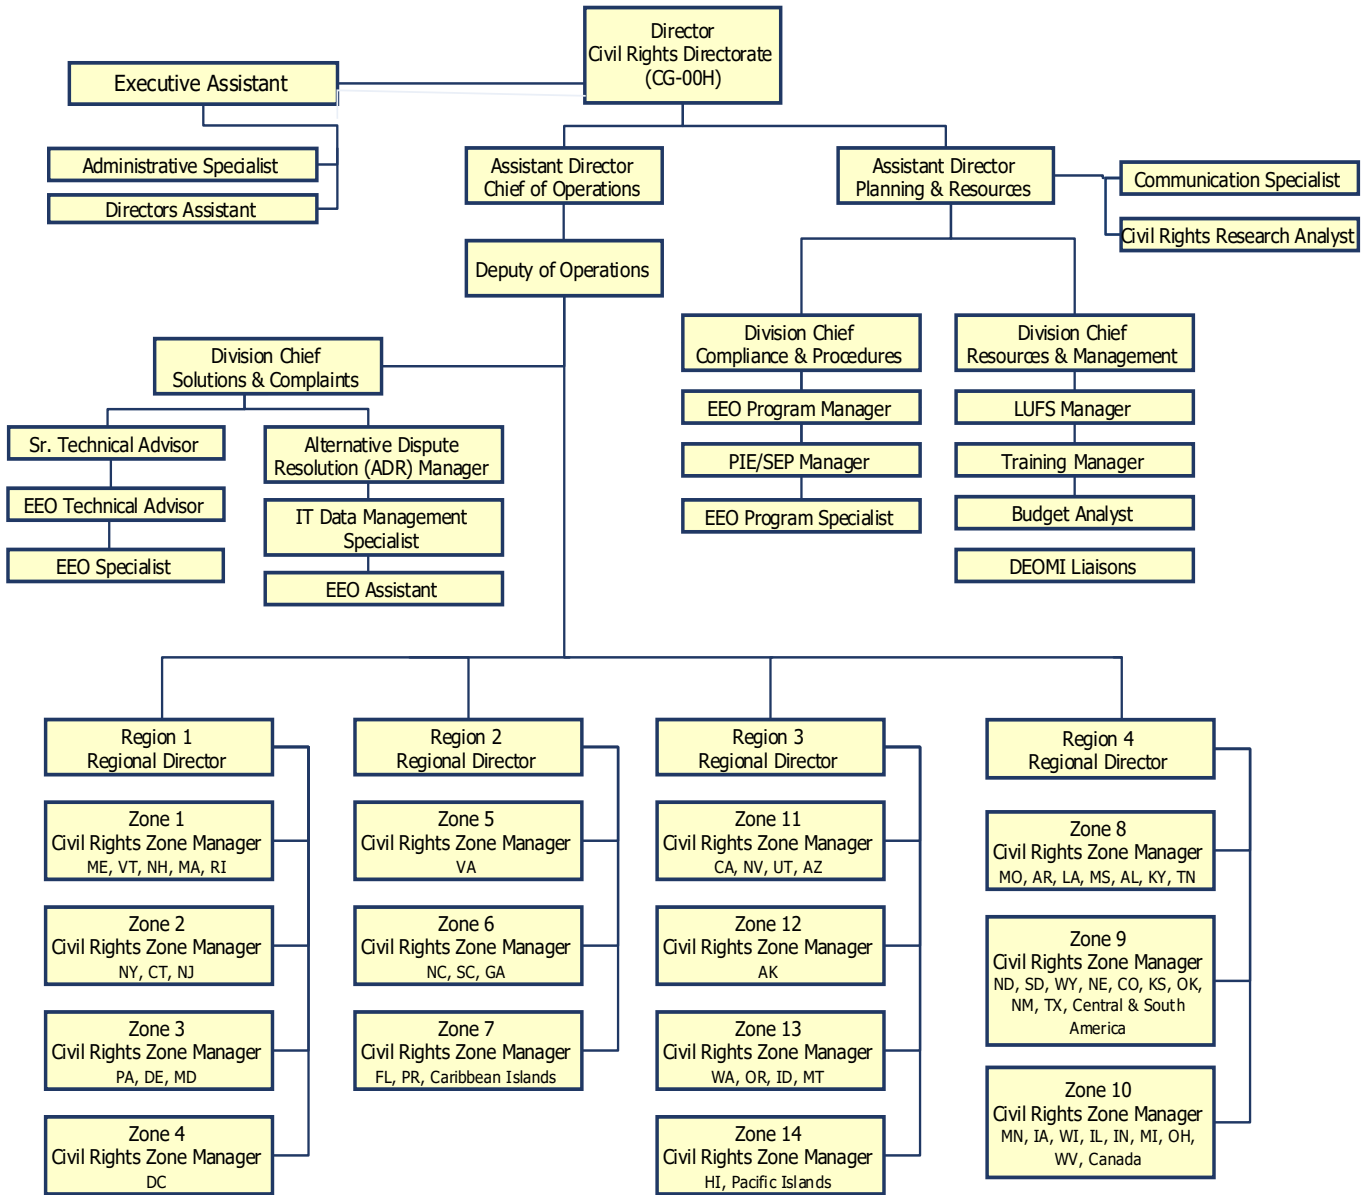 Director
Civil Rights Directorate
(CG-00H)
Executive Assistant
Administrative Specialist
Directors Assistant
Assistant Director
Chief of Operations
Assistant Director
Planning & Resources
Communication Specialist
Civil Rights Research Analyst
Deputy of Operations
Division Chief
Solutions & Complaints
Division Chief
Compliance & Procedures
Division Chief
Resources & Management
Sr. Technical Advisor
EEO Technical Advisor
EEO Specialist
Alternative Dispute
Resolution (ADR) Manager
IT Data Management
Specialist
EEO Assistant
EEO Program Manager
PIE/SEP Manager
EEO Program Specialist
LUFS Manager
Training Manager
Budget Analyst
DEOMI Liaisons
Region 1
Regional Director
Zone 1
Civil Rights Zone Manager
ME, VT, NH, MA, RI
Zone 2
Civil Rights Zone Manager
NY, CT, NJ
Zone 3
Civil Rights Zone Manager
PA, DE, MD
Zone 4
Civil Rights Zone Manager
DC
Region 2
Regional Director
Zone 5
Civil Rights Zone Manager
VA
Zone 6
Civil Rights Zone Manager
NC, SC, GA
Zone 7
Civil Rights Zone Manager
FL, PR, Caribbean Islands
Region 3
Regional Director
Zone 11
Civil Rights Zone Manager
CA, NV, UT, AZ
Zone 12
Civil Rights Zone Manager
AK
Zone 13
Civil Rights Zone Manager
WA, OR, ID, MT
Zone 14
Civil Rights Zone Manager
HI, Pacific Islands
Region 4
Regional Director
Zone 8
Civil Rights Zone Manager
MO, AR, LA, MS, AL, KY, TN
Zone 9
Civil Rights Zone Manager
ND, SD, WY, NE, CO, KS, OK,
NM, TX, Central & South
America
Zone 10
Civil Rights Zone Manager
MN, IA, WI, IL, IN, MI, OH,
WV, Canada